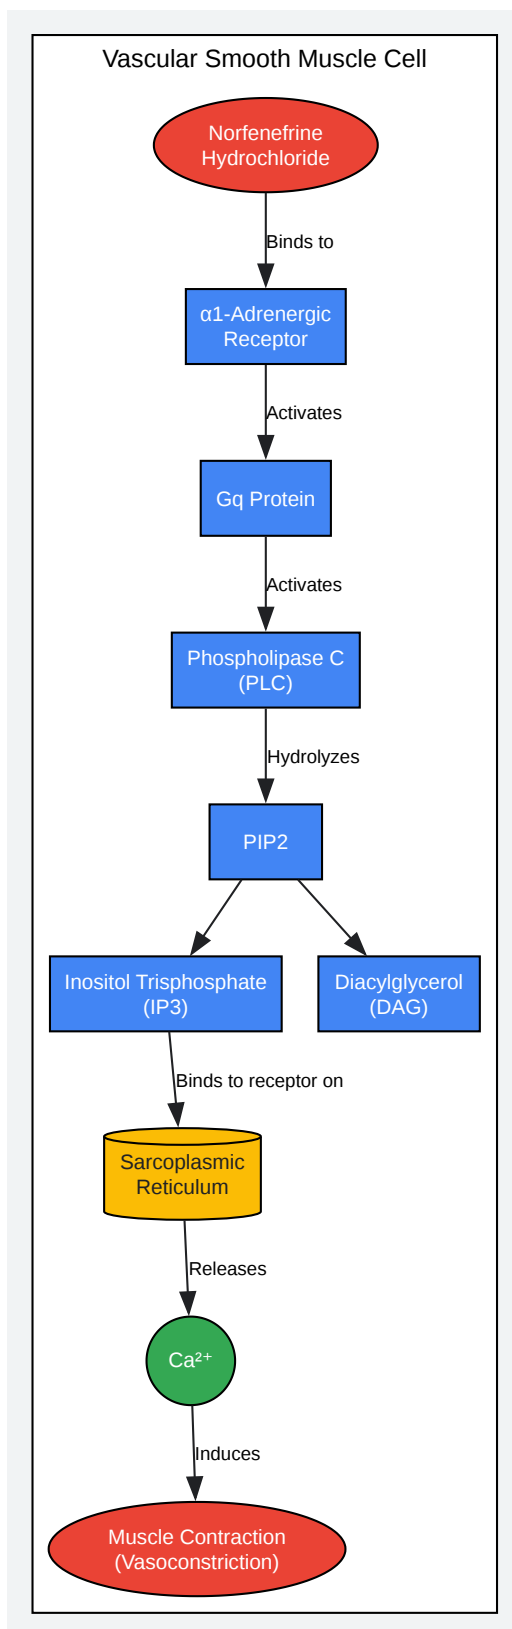 Vascular Smooth Muscle Cell
Norfenefrine
Hydrochloride
Binds to
α1-Adrenergic
Receptor
Activates
Gq Protein
Activates
Phospholipase C
(PLC)
Hydrolyzes
PIP2
Inositol Trisphosphate
(IP3)
Diacylglycerol
(DAG)
Binds to receptor on
Sarcoplasmic
Reticulum
Releases
Ca²⁺
Induces
Muscle Contraction
(Vasoconstriction)